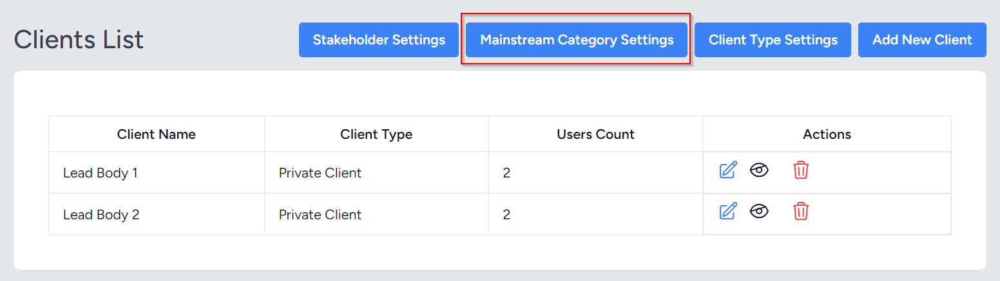 Clients List
Stakeholder Settings
Mainstream Category Settings
Client Type Settings
Add New Client
Client Name Client Type Users Count Actions
Lead Body 1 Private Client 2
Lead Body 2 Private Client 2